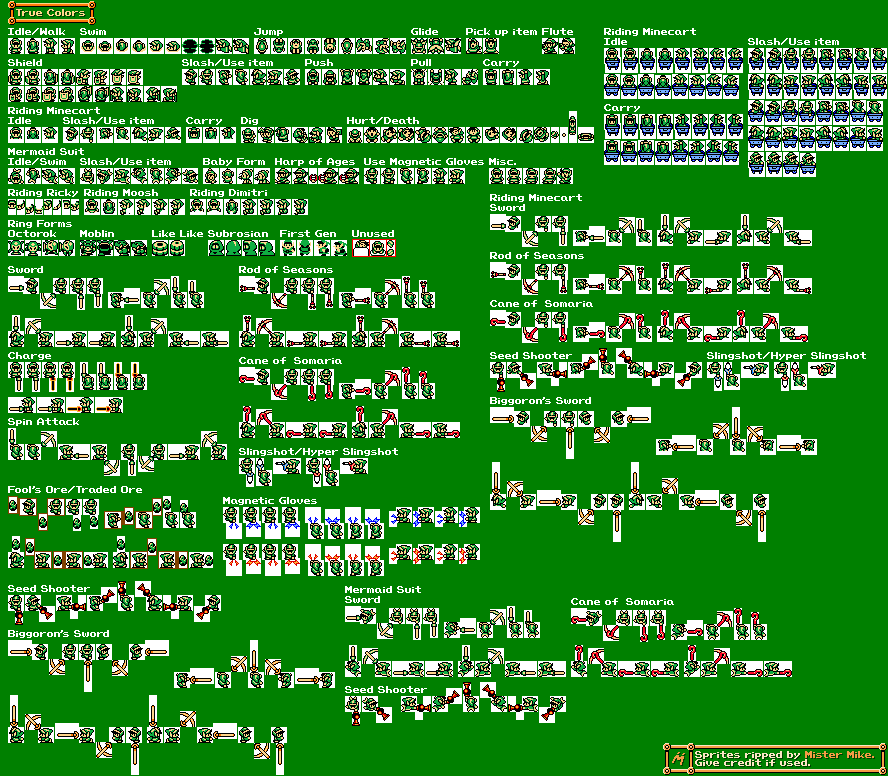 True Colors
Idle/Walk Swim Jump Glide Pick up item Flute
Shield Slash/Use item Push Pull Carry
Riding Minecart
Idle Slash/Use item Carry Dig Hurt/Death
Mermaid Suit
Idle/Swim Slash/Use item Baby Form Harp of Ages Use Magnetic Gloves Misc.
Riding Ricky Riding Moosh Riding Dimitri
Ring Forms
Octorok Moblin Like Like Subrosian First Gen Unused
Riding Minecart
Idle Slash/Use item
Carry
Riding Minecart
Sword
Rod of Seasons
Cane of Somaria
Seed Shooter Slingshot/Hyper Slingshot
Biggoron's Sword
Sword Rod of Seasons
Charge Cane of Somaria
Spin Attack
Slingshot/Hyper Slingshot
Fool's Ore/Traded Ore
Magnetic Gloves
Seed Shooter
Biggoron's Sword
Mermaid Suit
Sword Cane of Somaria
Seed Shooter
Sprites ripped by Mister Mike.
Give credit if used.